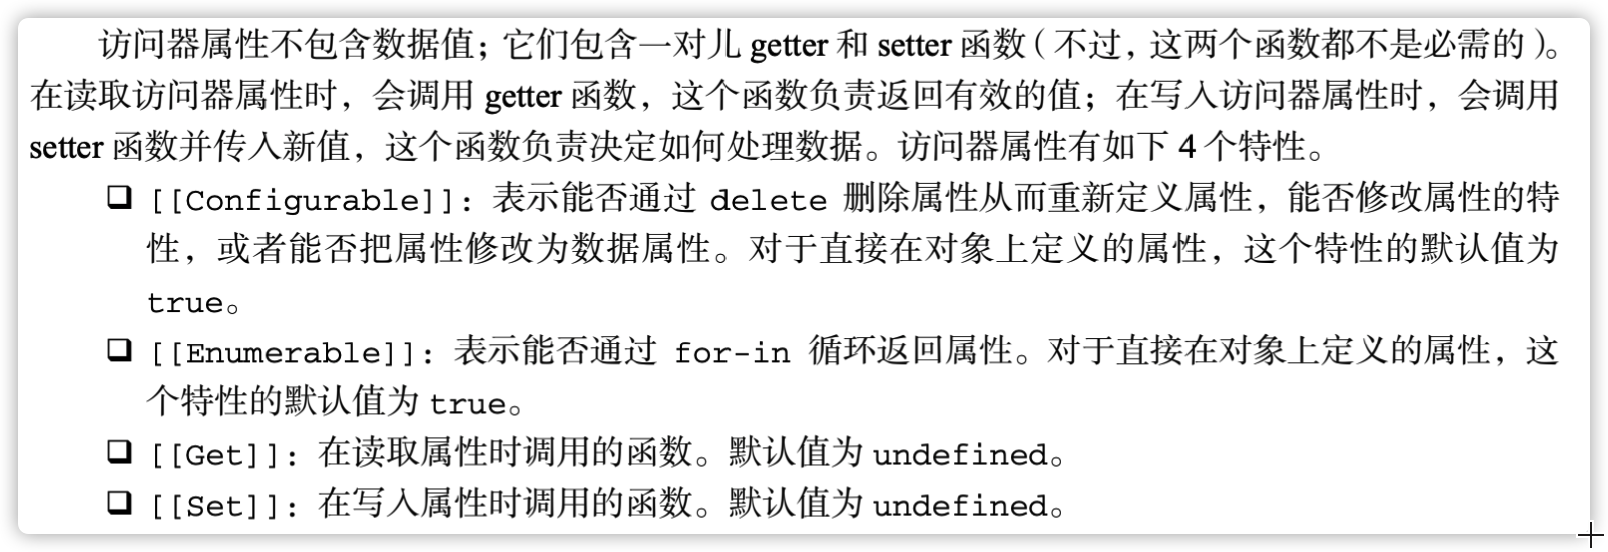 访问器属性不包含数据值；它们包含一对儿 getter 和 setter 函数（不过，这两个函数都不是必需的）。
在读取访问器属性时，会调用 getter 函数，这个函数负责返回有效的值；在写入访问器属性时，会调用
setter 函数并传入新值，这个函数负责决定如何处理数据。访问器属性有如下 4 个特性。
❑ [[Configurable]]：表示能否通过 delete 删除属性从而重新定义属性，能否修改属性的特
性，或者能否把属性修改为数据属性。对于直接在对象上定义的属性，这个特性的默认值为
true。
❑ [[Enumerable]]：表示能否通过 for-in 循环返回属性。对于直接在对象上定义的属性，这
个特性的默认值为 true。
❑ [[Get]]：在读取属性时调用的函数。默认值为 undefined。
❑ [[Set]]：在写入属性时调用的函数。默认值为 undefined。